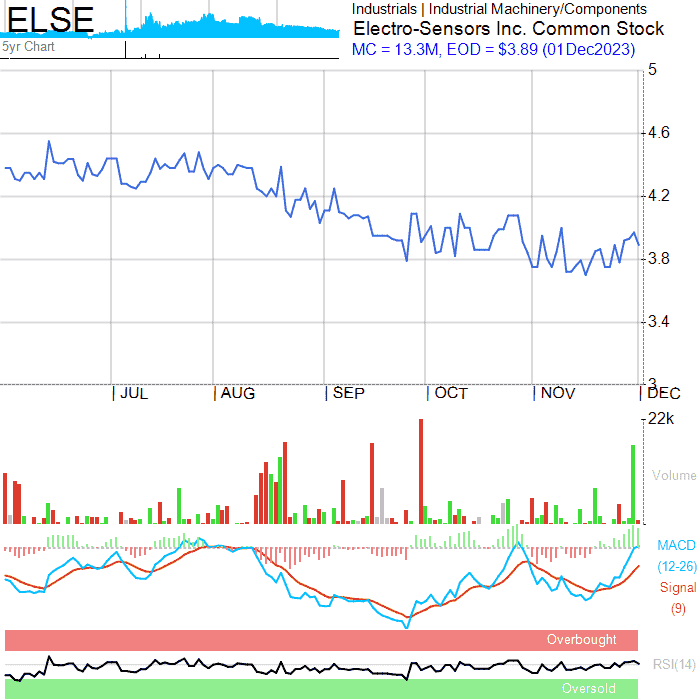 ELSE
5yr Chart
Industrials | Industrial Machinery/Components
Electro-Sensors Inc. Common Stock
MC = 13.3M, EOD = $3.89 (01Dec2023)
5
4.6
4.2
3.8
3.4
3
| JUL | AUG | SEP | OCT | NOV | DEC
22k
Volume
MACD
(12-26)
Signal
(9)
Overbought
RSI(14)
Oversold